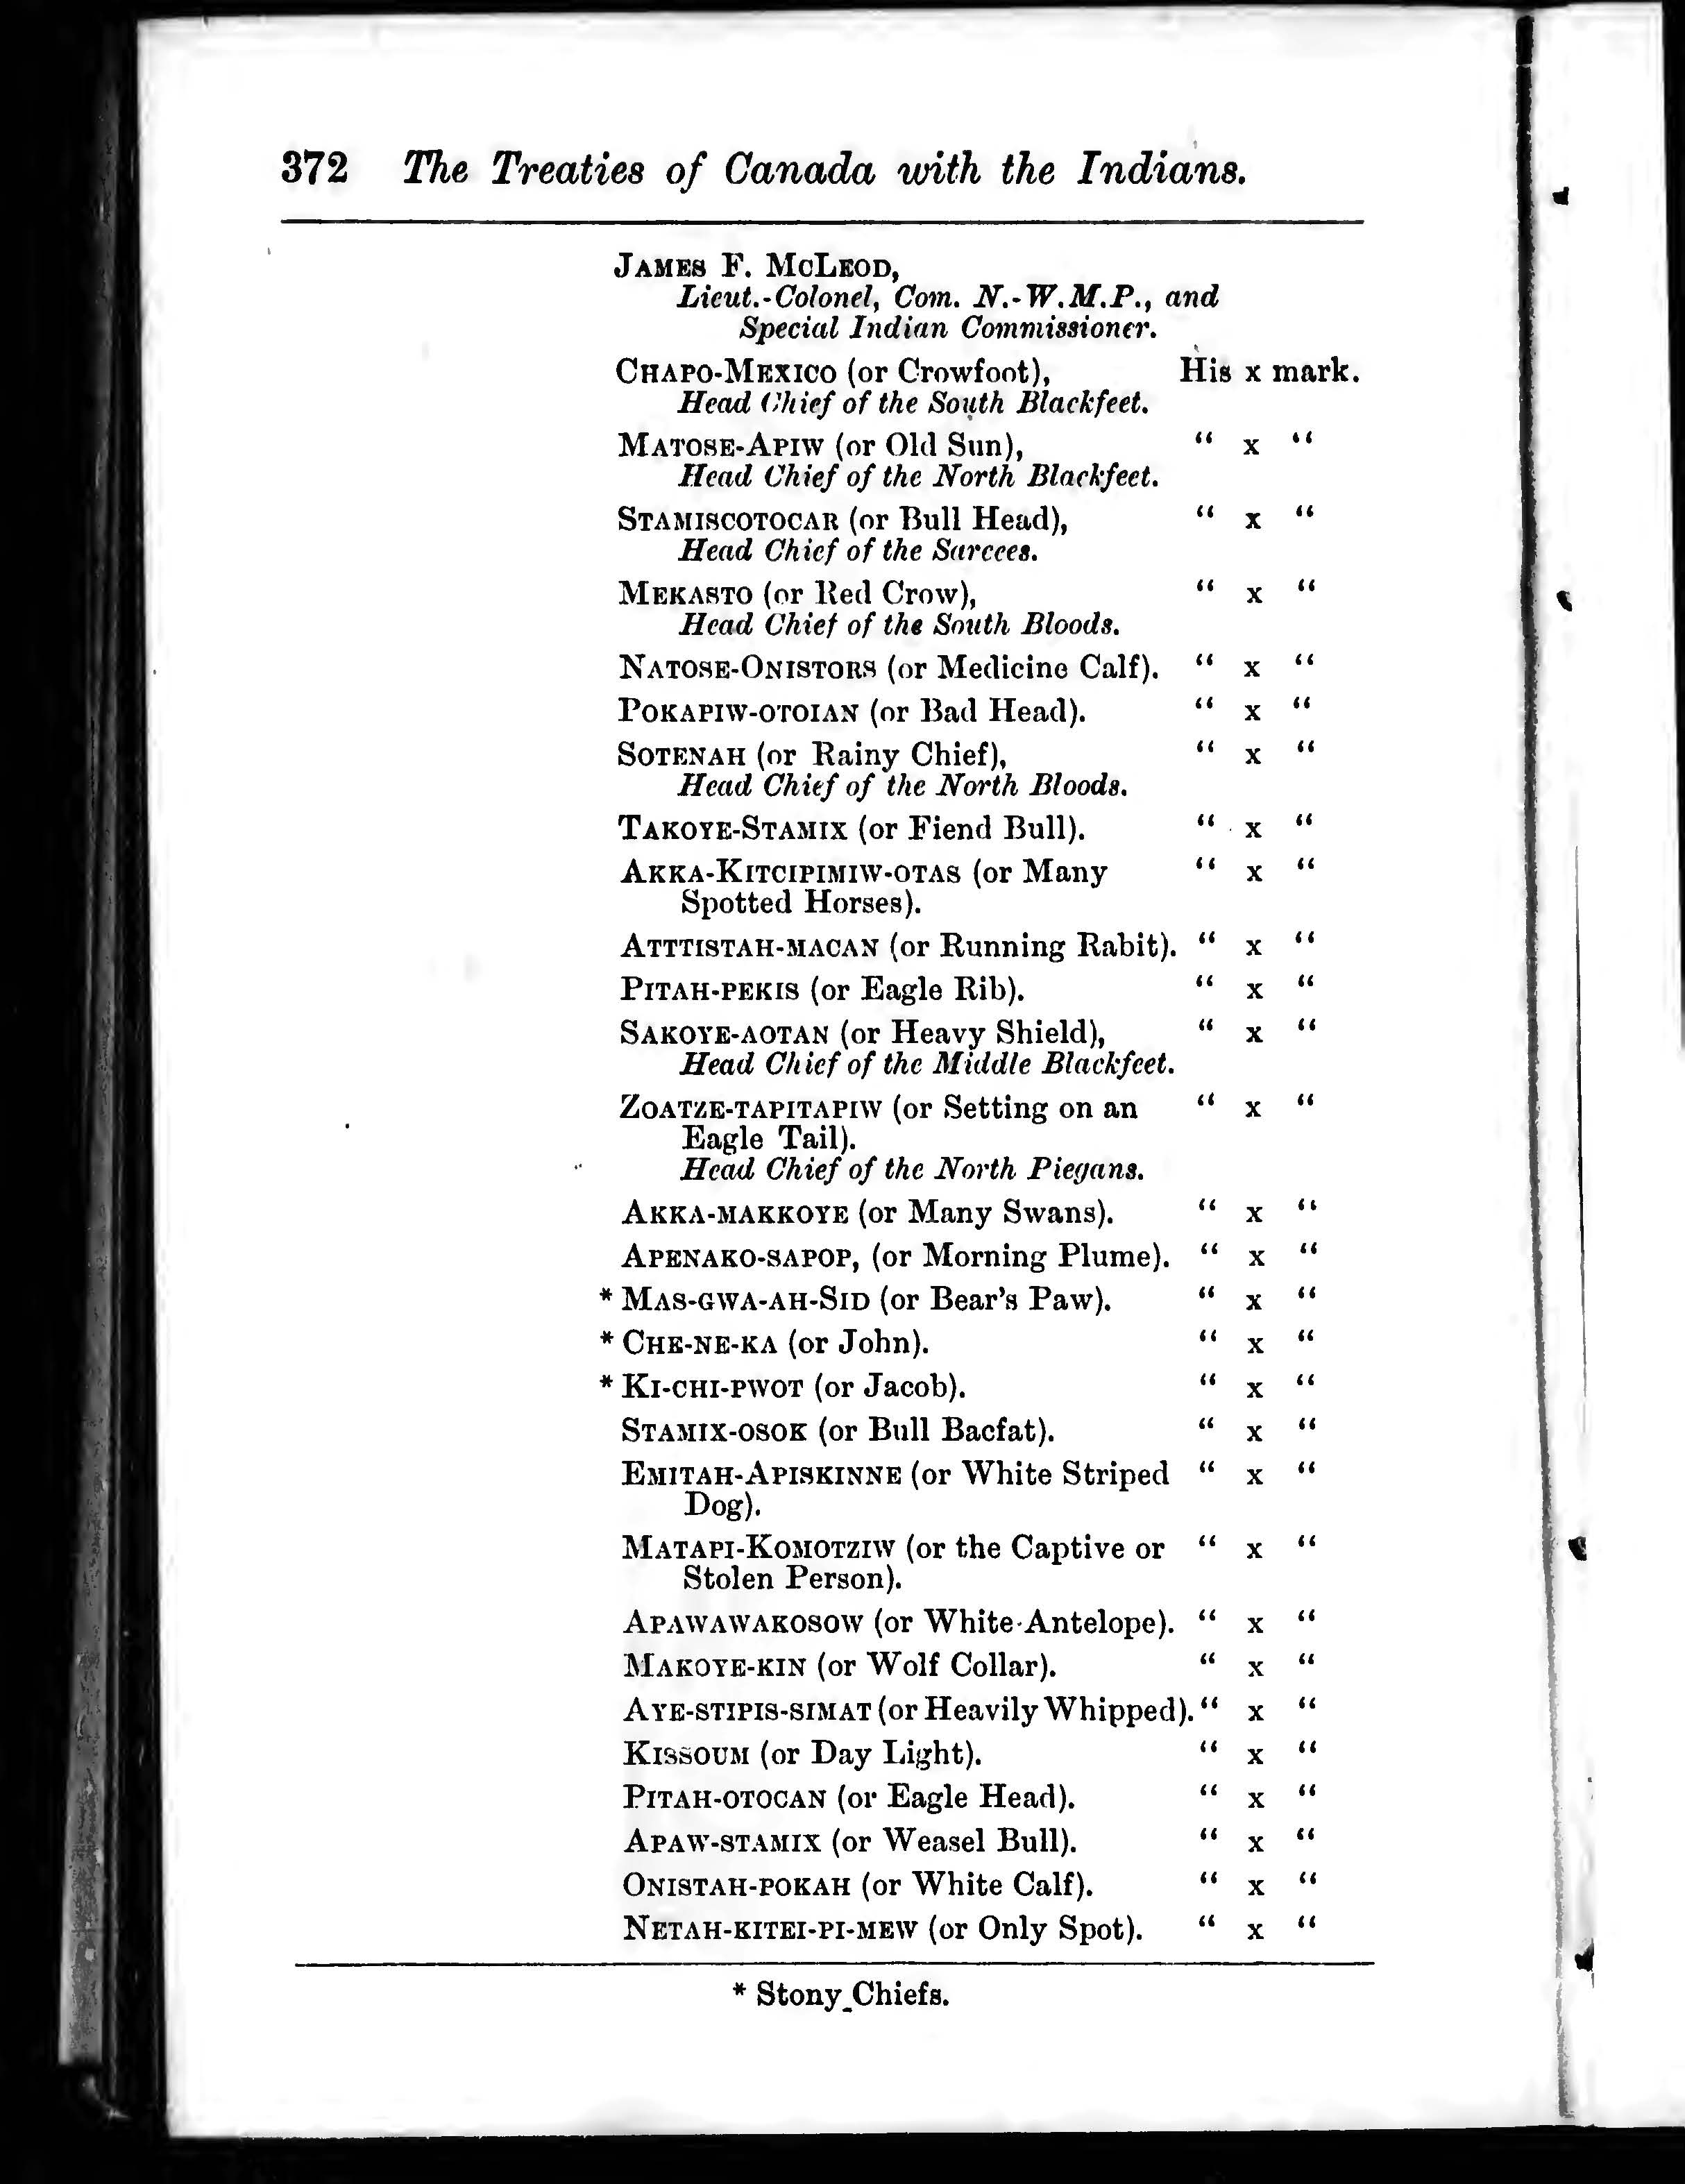 372 The Treaties of Canada with the Indians.
JAMES F. MCLEOD,
Lieut.-Colonel, Com. N.-W.M.P., and
Special Indian Commissioner.
CHAPO-MEXICO (or Crowfoot), His x mark.
Head Chief of the South Blackfeet.
MATOSE-APIW (or Old Sun), “ x “
Head Chief of the North Blackfeet.
STAMISCOTOCAR (or Bull Head), “ x “
Head Chief of the Sarcees.
MEKASTO (or Red Crow), “ x “
Head Chief of the South Bloods.
NATOSE-ONISTORS (or Medicine Calf). “ x “
POKAPIW-OTOIAN (or Bad Head). “ x “
SOTENAH (or Rainy Chief), “ x “
Head Chief of the North Bloods.
TAKOYE-STAMIX (or Fiend Bull). “ x “
AKKA-KITCIPIMIW-OTAS (or Many “ x “
Spotted Horses).
ATTTISTAH-MACAN (or Running Rabit). “ x “
PITAH-PEKIS (or Eagle Rib). “ x “
SAKOYE-AOTAN (or Heavy Shield), “ x “
Head Chief of the Middle Blackfeet.
ZOATZE-TAPITAPIW (or Setting on an “ x “
Eagle Tail).
Head Chief of the North Piegans.
AKKA-MAKKOYE (or Many Swans). “ x “
APENAKO-SAPOP, (or Morning Plume). “ x “
* MAS-GWA-AH-SID (or Bear's Paw). “ x “
* CHE-NE-KA (or John). “ x “
* KI-CHI-PWOT (or Jacob). “ x “
STAMIX-OSOK (or Bull Bacfat). “ x “
EMITAH-APISKINNE (or White Striped “ x “
Dog).
MATAPI-KOMOTZIW (or the Captive or “ x “
Stolen Person).
APAWAWAKOSOW (or White Antelope). “ x “
MAKOYE-KIN (or Wolf Collar). “ x “
AYE-STIPIS-SIMAT (or Heavily Whipped). “ x “
KISSOUM (or Day Light). “ x “
PITAH-OTOCAN (or Eagle Head). “ x “
APAW-STAMIX (or Weasel Bull). “ x “
ONISTAH-POKAH (or White Calf). “ x “
NETAH-KITEI-PI-MEW (or Only Spot). “ x “
* Stony Chiefs.